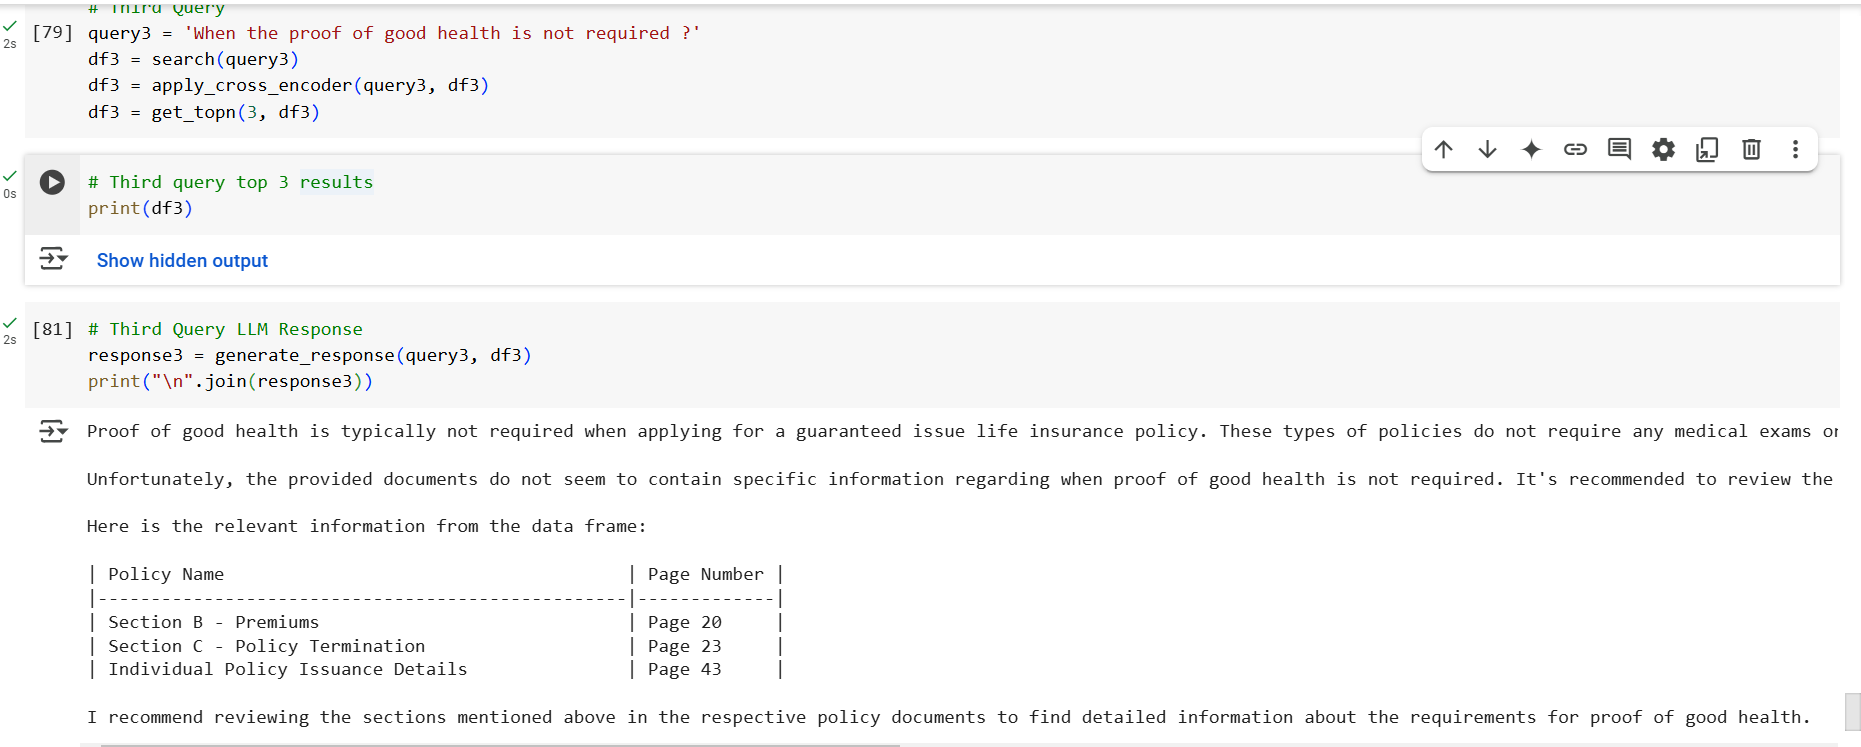 # Third Query
2s
[79] query3 = 'When the proof of good health is not required ?'
df3 = search(query3)
df3 = apply_cross_encoder(query3, df3)
df3 = get_topn(3, df3)
0s
# Third query top 3 results
print(df3)
Show hidden output
2s
[81] # Third Query LLM Response
response3 = generate_response(query3, df3)
print("\n".join(response3))
Proof of good health is typically not required when applying for a guaranteed issue life insurance policy. These types of policies do not require any medical exams or
Unfortunately, the provided documents do not seem to contain specific information regarding when proof of good health is not required. It's recommended to review the
Here is the relevant information from the data frame:
| Policy Name | Page Number |
|--------------------------------------------------|-------------|
| Section B - Premiums | Page 20 |
| Section C - Policy Termination | Page 23 |
| Individual Policy Issuance Details | Page 43 |
I recommend reviewing the sections mentioned above in the respective policy documents to find detailed information about the requirements for proof of good health.